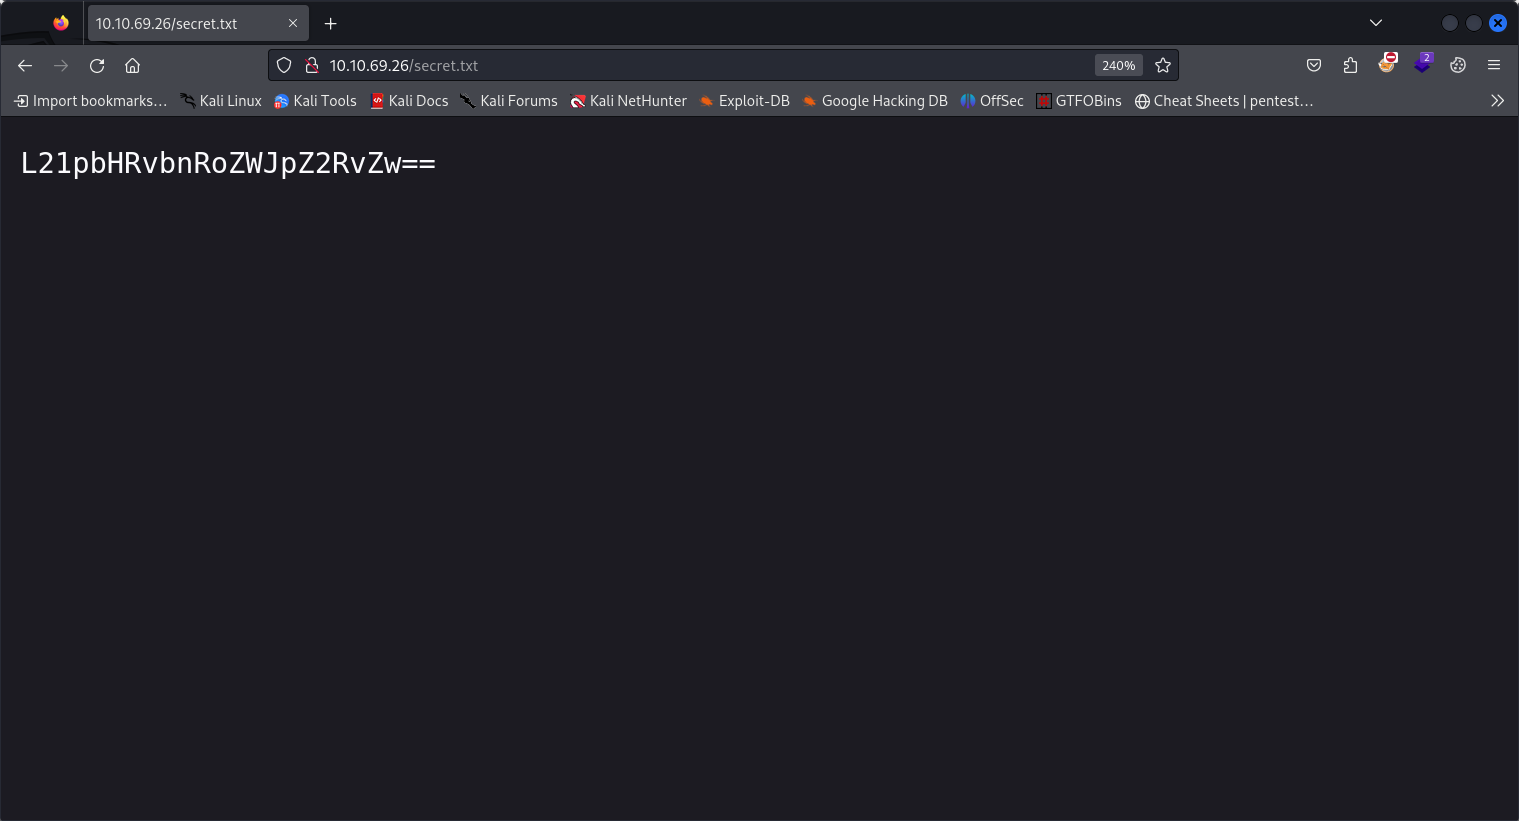 10.10.69.26/secret.txt
10.10.69.26/secret.txt
240%
2
Import bookmarks...
Kali Linux
Kali Tools
Kali Docs
Kali Forums
Kali NetHunter
Exploit-DB
Google Hacking DB
OffSec
GTFOBins
Cheat Sheets | pentest...
L21pbHRvbnRoZWJpZ2RvZw==